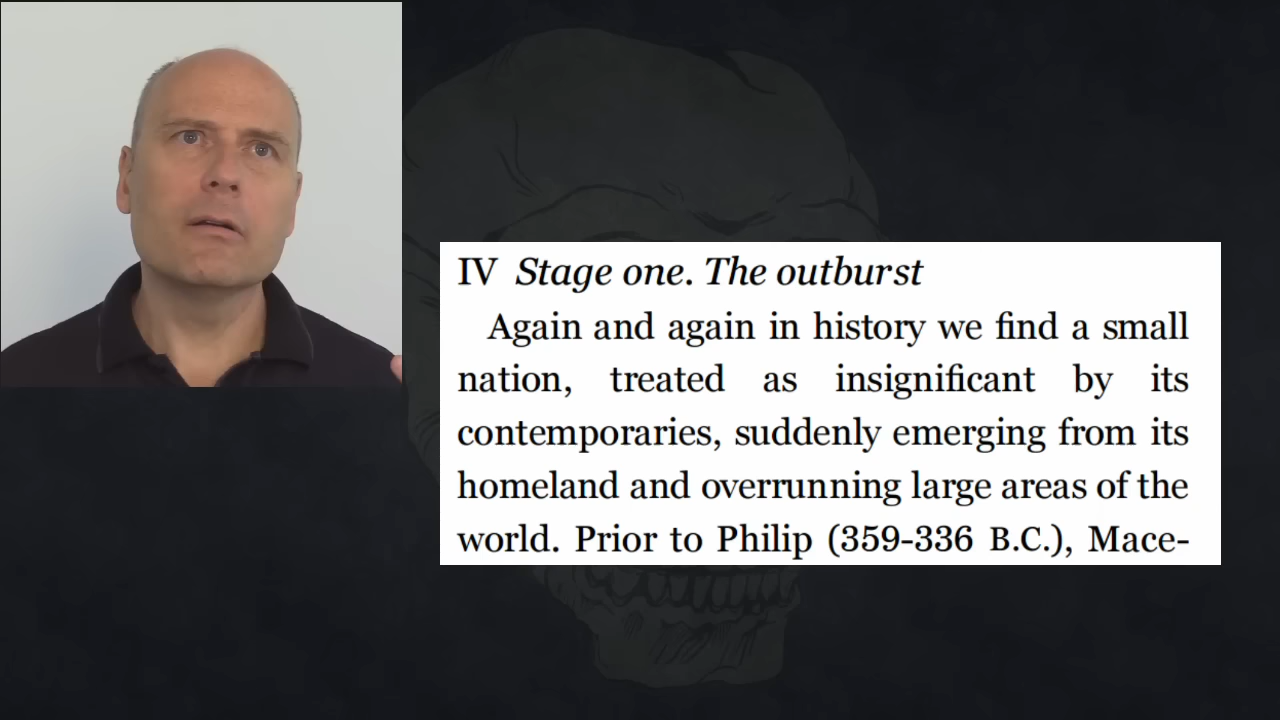 IV Stage one. The outburst
Again and again in history we find a small
nation, treated as insignificant by its
contemporaries, suddenly emerging from its
homeland and overrunning large areas of the
world. Prior to Philip (359-336 B.C.), Mace-